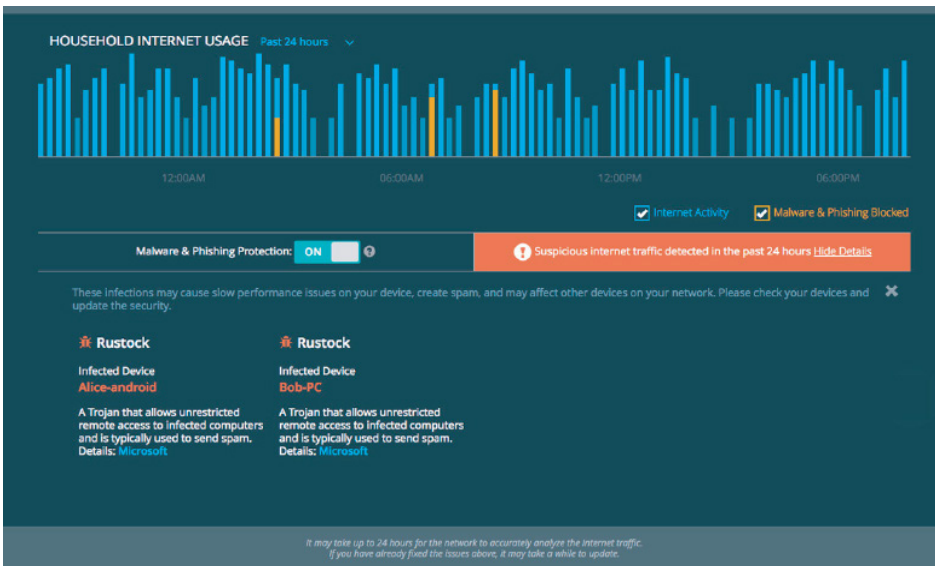 HOUSEHOLD INTERNET USAGE Past 24 hours
12:00AM 06:00AM 12:00PM 06:00PM
Internet Activity Malware & Phishing Blocked
Malware & Phishing Protection: ON ? ! Suspicious internet traffic detected in the past 24 hours Hide Details
These infections may cause slow performance issues on your device, create spam, and may affect other devices on your network. Please check your devices and
update the security.
Rustock
Infected Device
Alice-android
A Trojan that allows unrestricted
remote access to infected computers
and is typically used to send spam.
Details: Microsoft
Rustock
Infected Device
Bob-PC
A Trojan that allows unrestricted
remote access to infected computers
and is typically used to send spam.
Details: Microsoft
It may take up to 24 hours for the network to accurately analyze the internet traffic.
If you have already fixed the issues above, it may take a while to update.